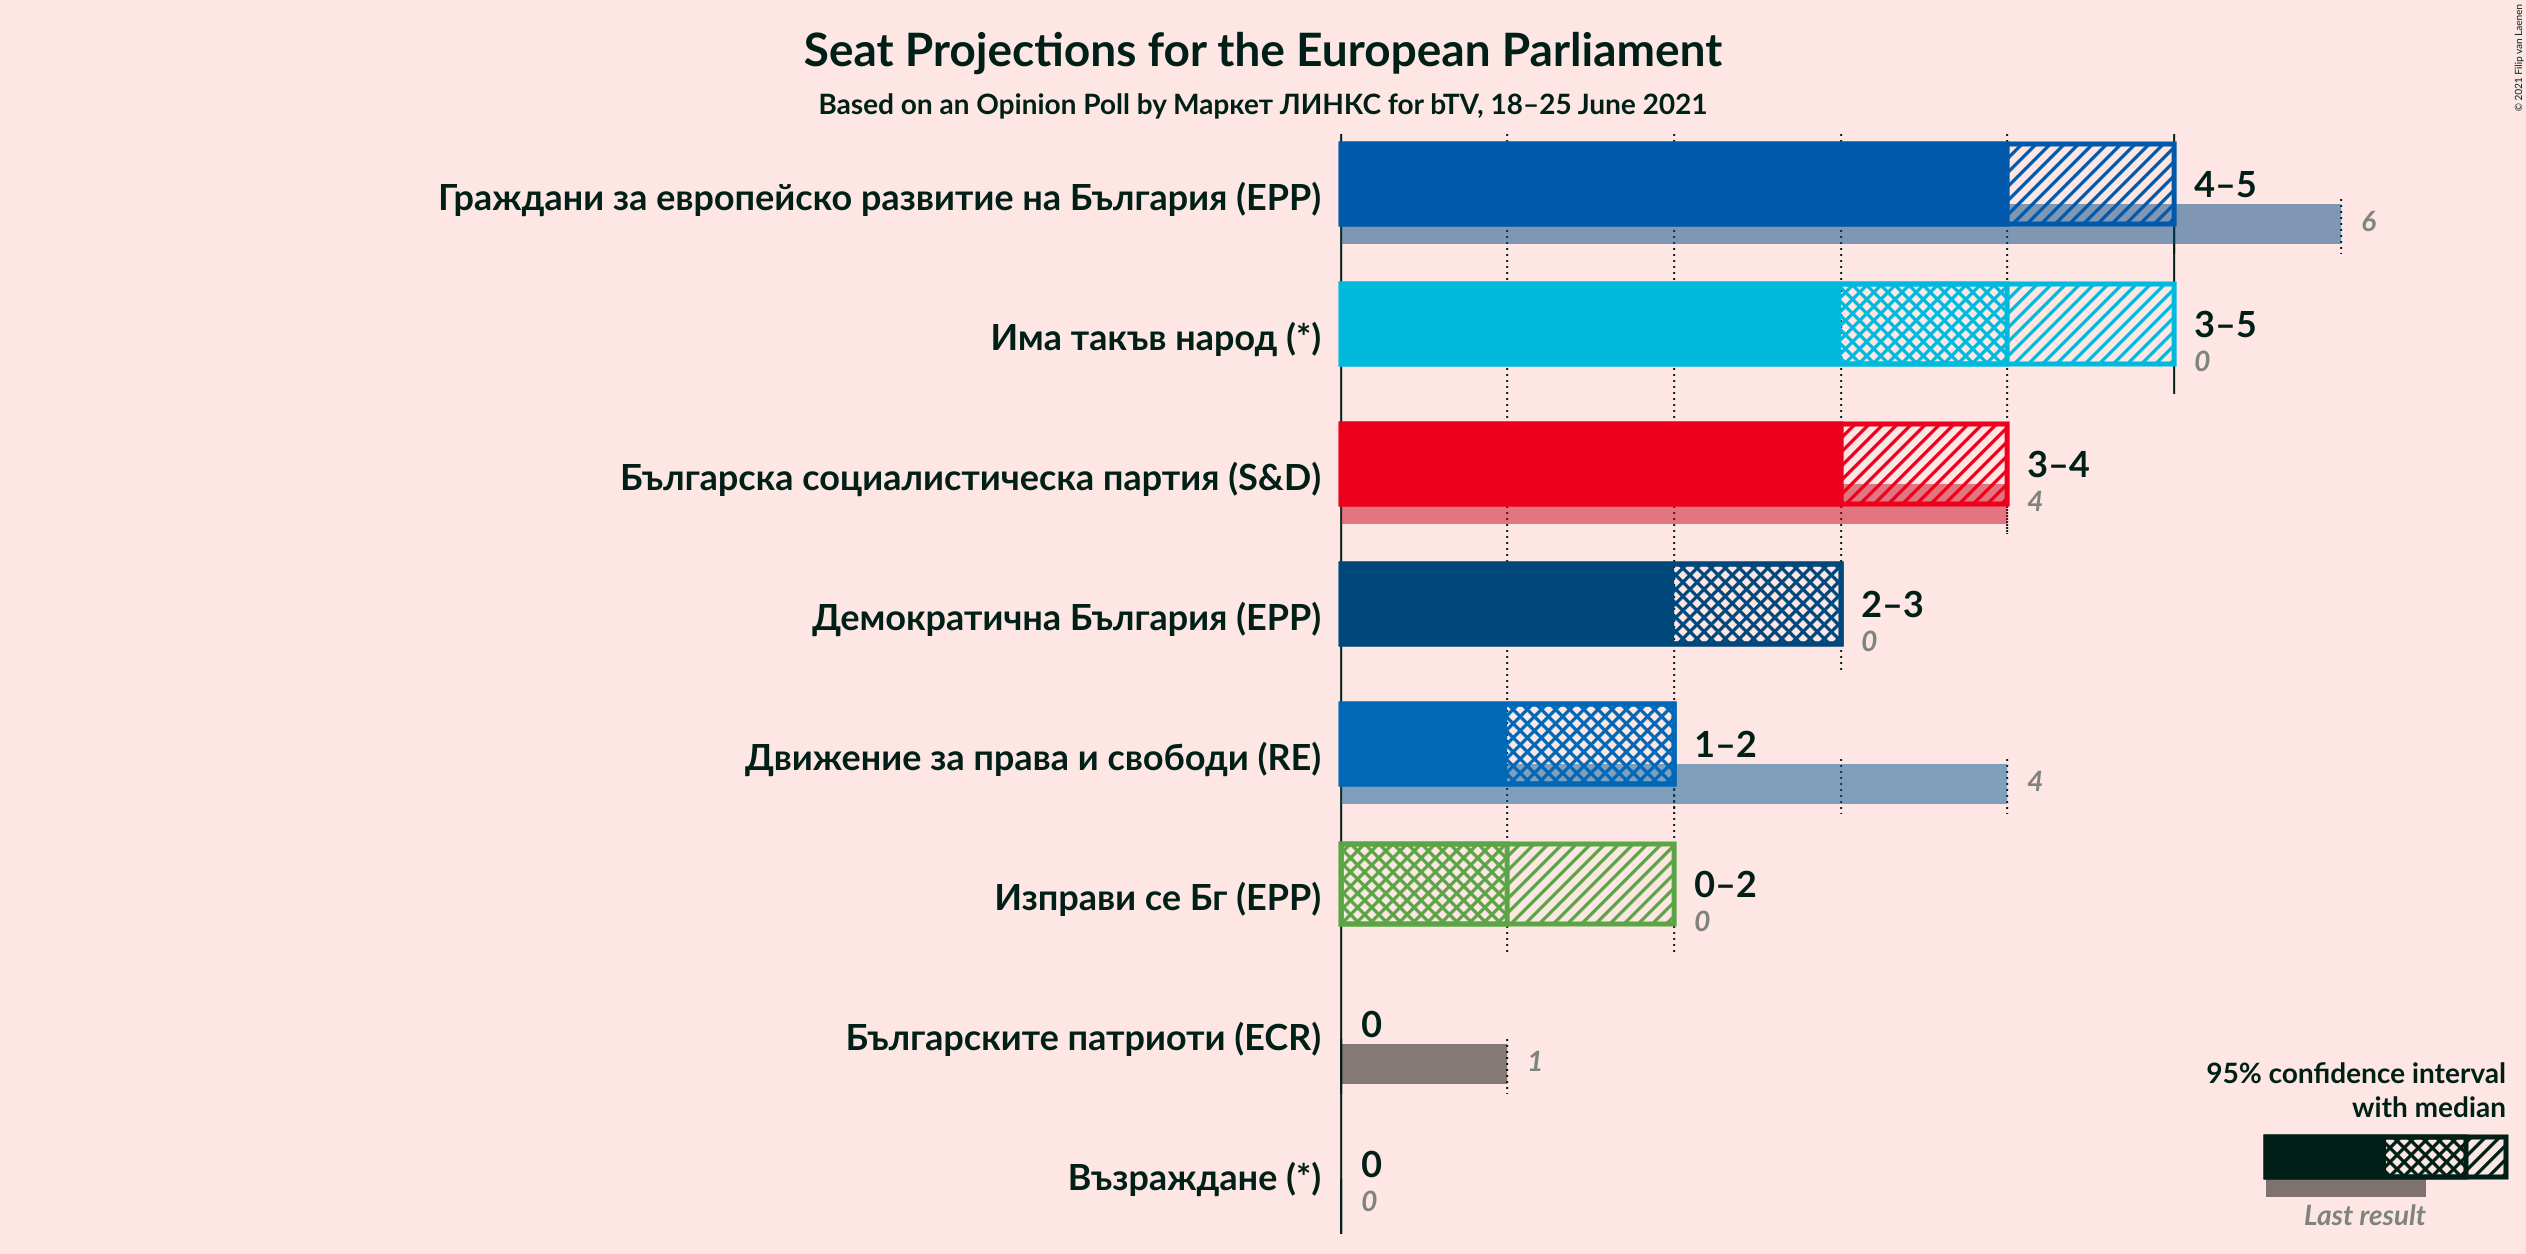 Seat Projections for the European Parliament
Based on an Opinion Poll by Маркет ЛИНКС for bTV, 18–25 June 2021
© 2021 Filip van Laenen
Граждани за европейско развитие на България (EPP)
4–5
6
Има такъв народ (*)
3–5
0
Българска социалистическа партия (S&D)
3–4
4
Демократична България (EPP)
2–3
0
Движение за права и свободи (RE)
1–2
4
Изправи се Бг (EPP)
0–2
0
Българските патриоти (ECR)
0
1
Възраждане (*)
0
0
95% confidence interval
with median
Last result